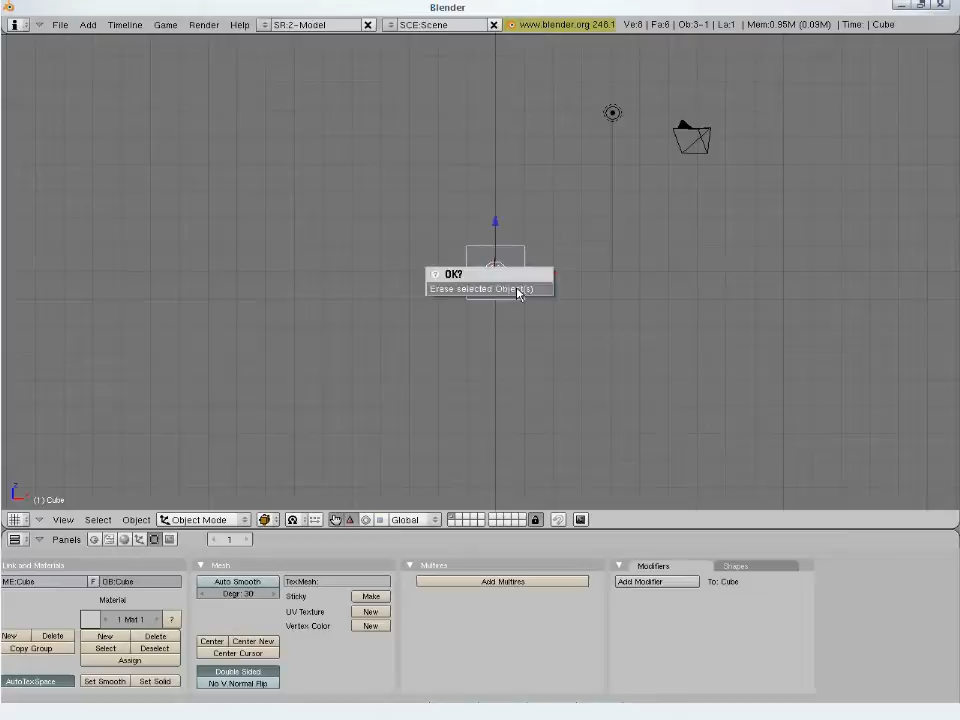 Blender
File Add Timeline Game Render Help SR:2-Model SCE:Scene www.blender.org 248.1 Ve:8 | Fa:6 | Ob:3-1 | La:1 | Mem:0.95M (0.09M) | Time: | Cube
OK?
Erase selected Object(s)
z
(1) Cube
View Select Object Object Mode Global
Panels 1
Link and Materials Mesh Multires Modifiers Shapes
ME:Cube F OB:Cube Auto Smooth TexMesh: Add Multires Add Modifier To: Cube
Degr: 30 Sticky Make
Material
UV Texture New
1 Mat 1 ?
Vertex Color New
New Delete New Delete Center Center New
Copy Group Select Deselect Center Cursor
Assign
Double Sided
AutoTexSpace Set Smooth Set Solid No V.Normal Flip